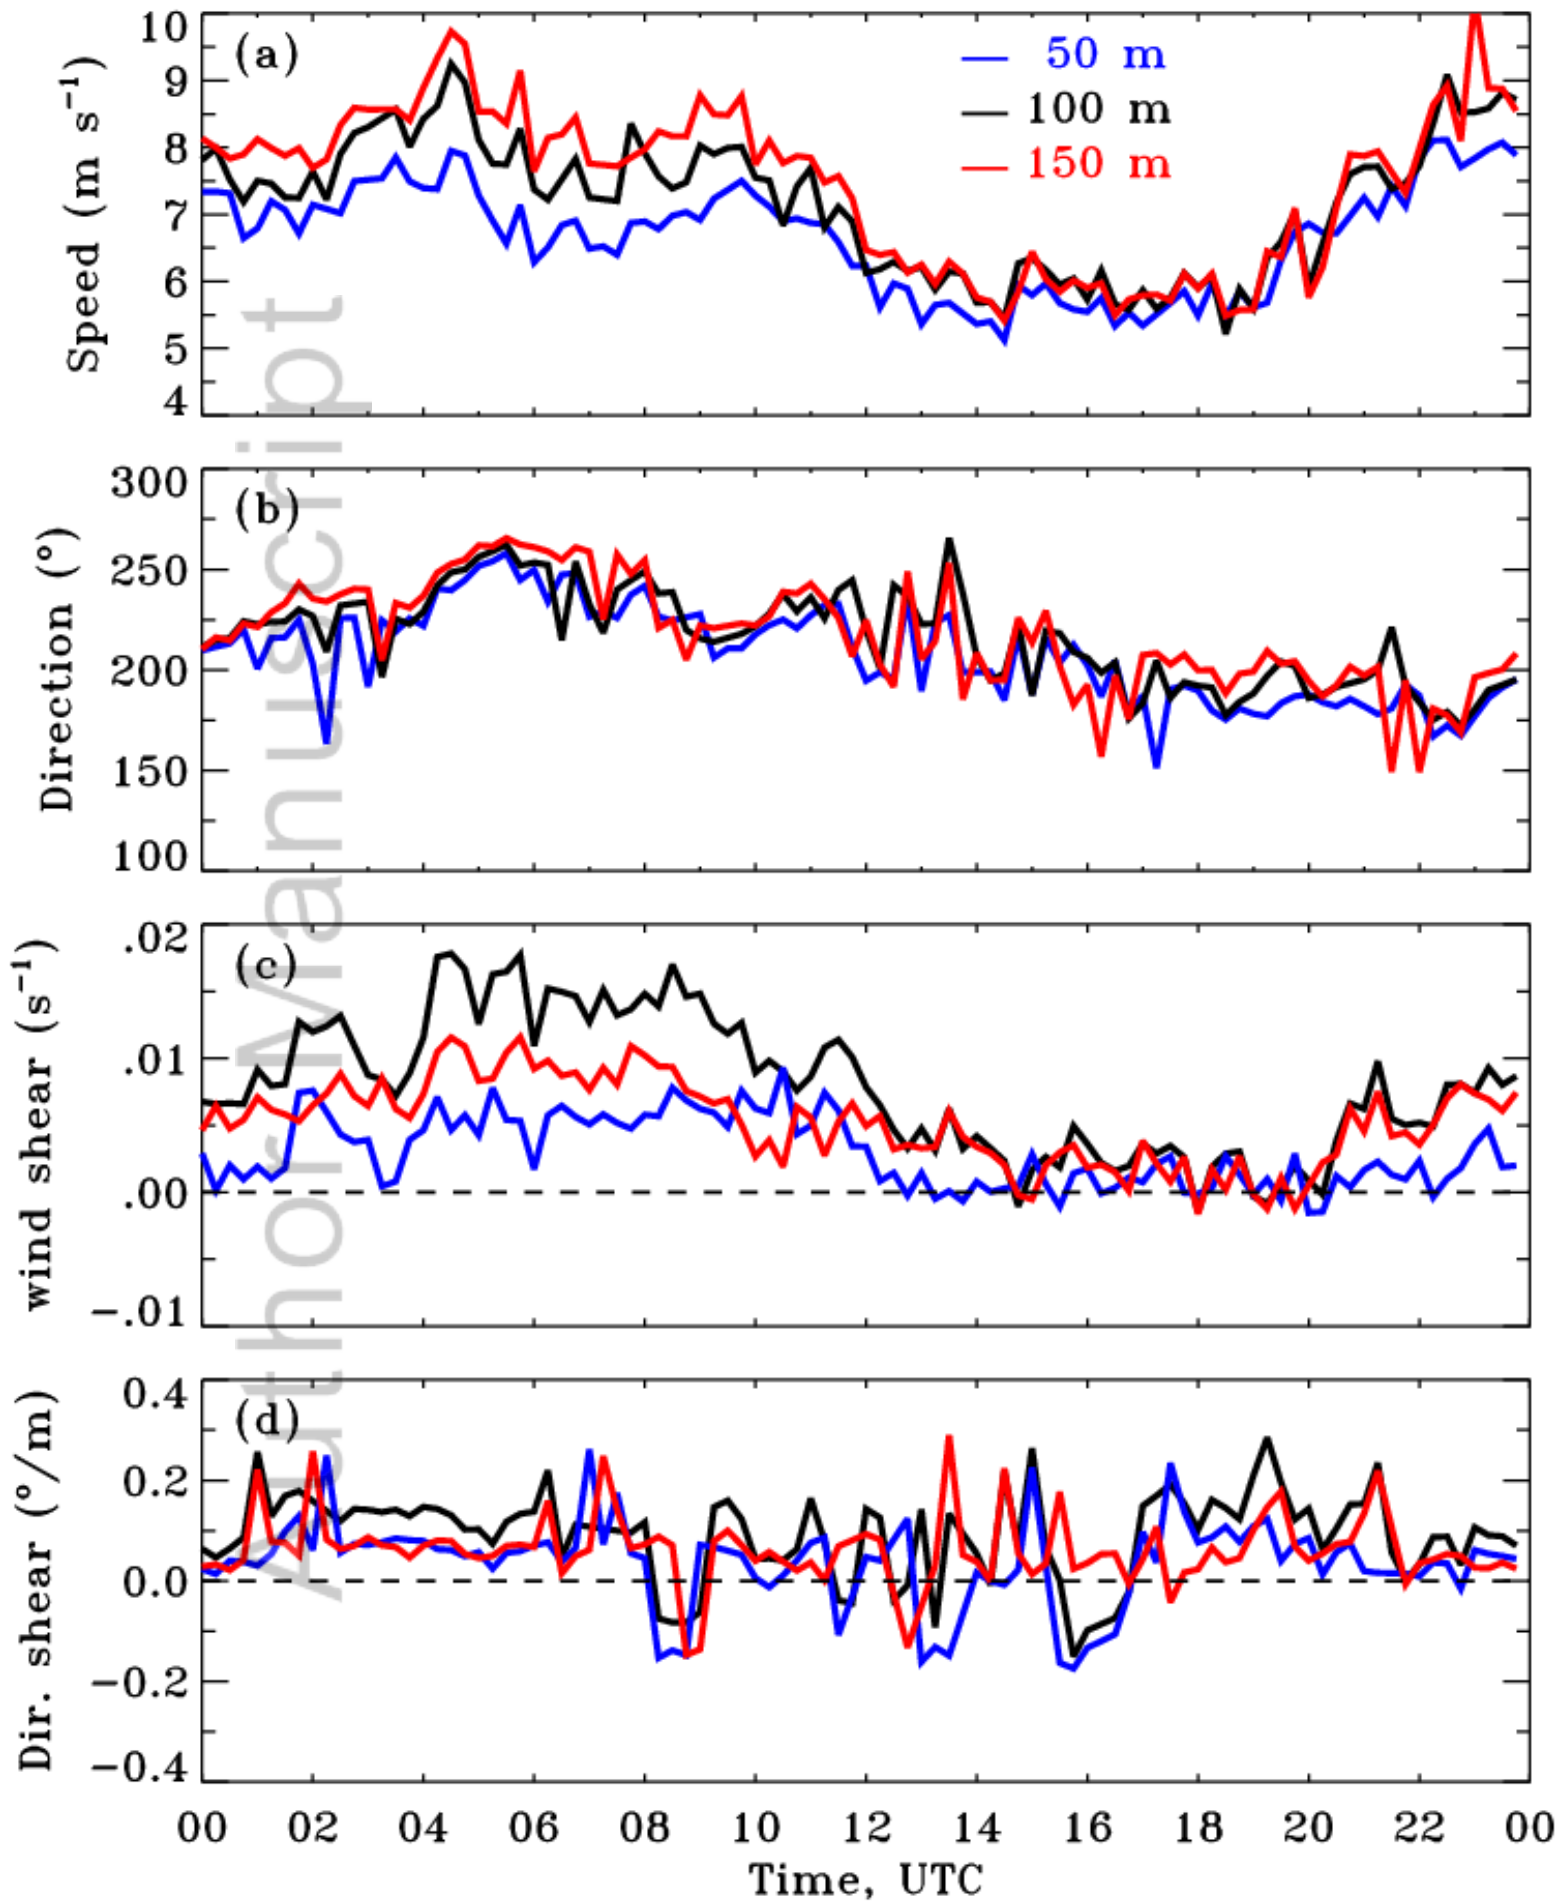 (a)
50 m
100 m
150 m
10
9
8
7
6
5
4
Speed (m s⁻¹)
(b)
300
250
200
150
100
Direction (°)
(c)
.02
.01
.00
−.01
wind shear (s⁻¹)
(d)
0.4
0.2
0.0
−0.2
−0.4
Dir. shear (°/m)
00 02 04 06 08 10 12 14 16 18 20 22 00
Time, UTC
Author Manuscript